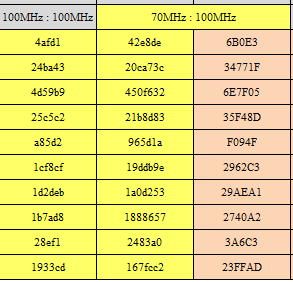 100MHz : 100MHz 70MHz : 100MHz
4afd1 42e8de 6B0E3
24ba43 20ca73c 34771F
4d59b9 450f632 6E7F05
25c5c2 21b8d83 35F48D
a85d2 965d1a F094F
1cf8cf 19ddb9e 2962C3
1d2deb 1a0d253 29AEA1
1b7ad8 1888657 2740A2
28ef1 2483a0 3A6C3
1933cd 167fcc2 23FFAD